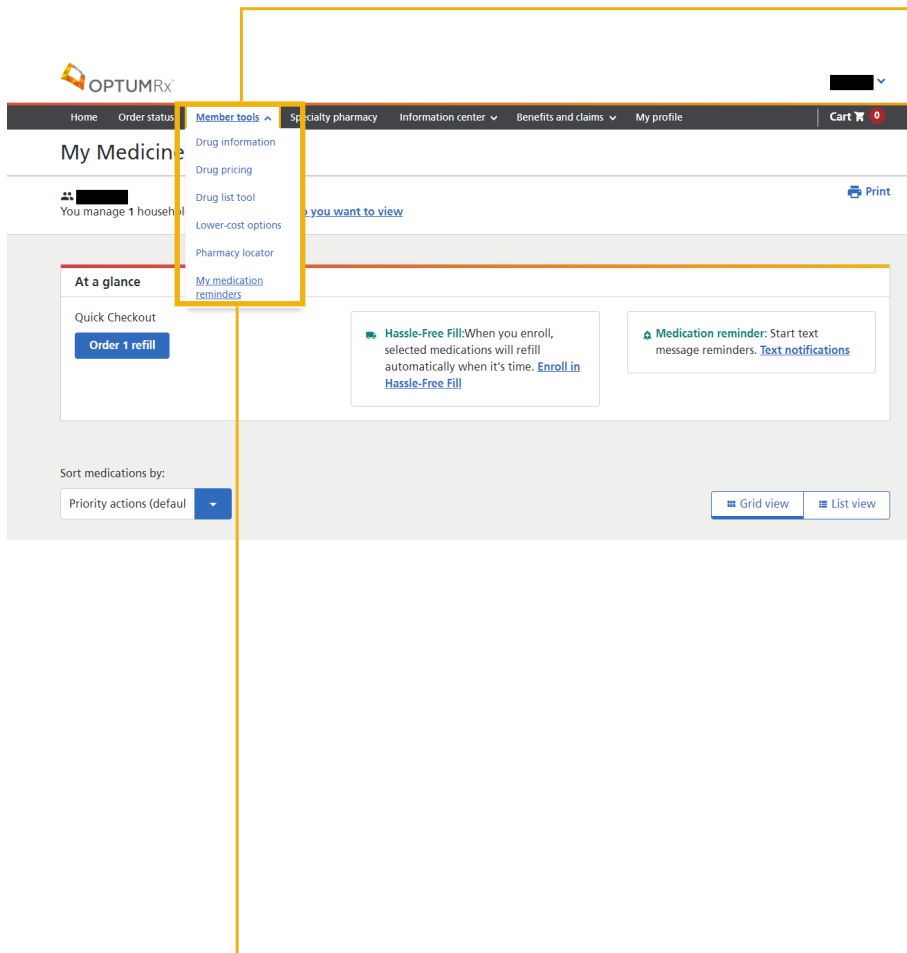 OPTUMRx
Home Order status Member tools Specialty pharmacy Information center Benefits and claims My profile Cart 0
My Medicine
Drug information
Drug pricing
Drug list tool
Lower-cost options
Pharmacy locator
My medication
reminders
Print
You manage 1 you want to view
At a glance
Quick Checkout
Order 1 refill
Hassle-Free Fill:When you enroll,
selected medications will refill
automatically when it's time. Enroll in
Hassle-Free Fill
Medication reminder: Start text
message reminders. Text notifications
Sort medications by:
Priority actions (defaul
Grid view
List view